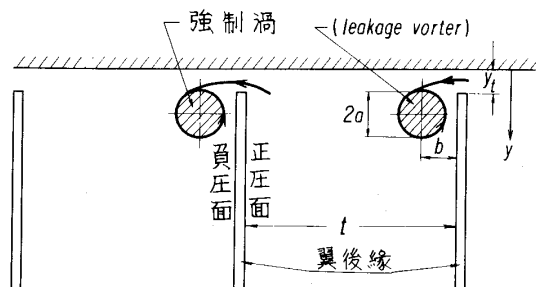 強制渦
(leakage vorter)
y_t
2a
b
y
負圧面
正圧面
t
翼後縁